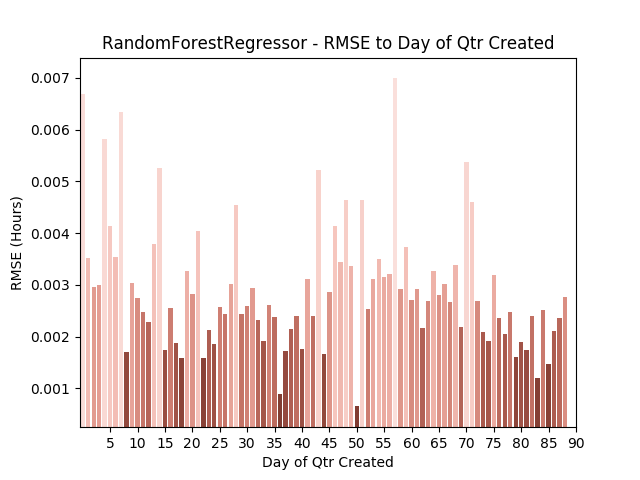 RandomForestRegressor - RMSE to Day of Qtr Created
0.007
0.006
0.005
0.004
0.003
0.002
0.001
RMSE (Hours)
5 10 15 20 25 30 35 40 45 50 55 60 65 70 75 80 85 90
Day of Qtr Created